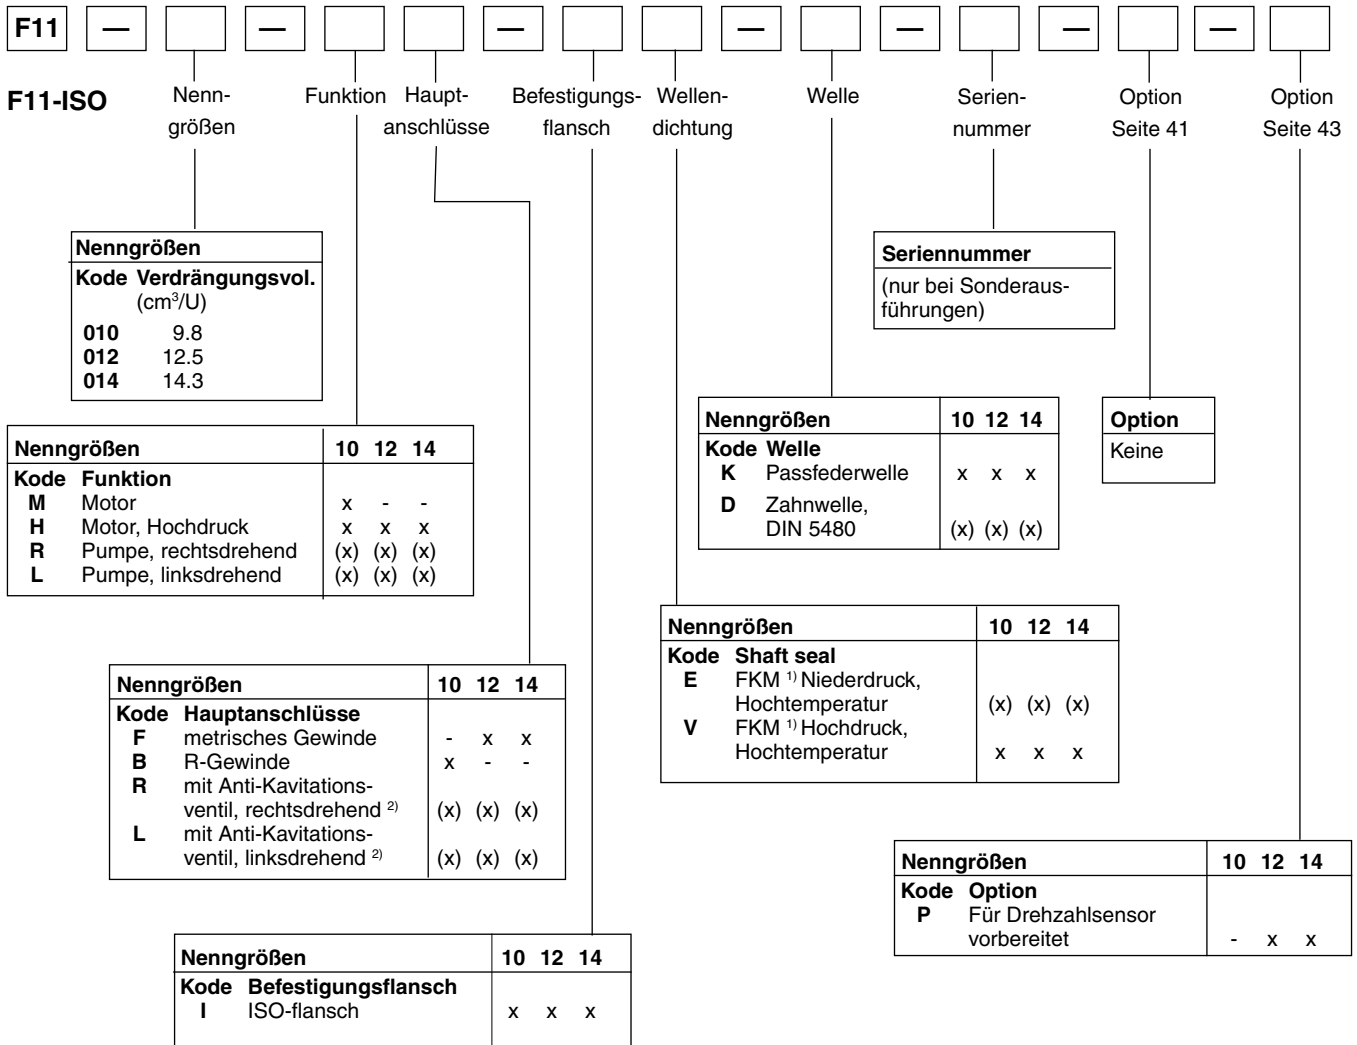 F11 — — — — — — —
F11-ISO
Nenn-
größen
Funktion
Haupt-
anschlüsse
Befestigungs-
flansch
Wellen-
dichtung
Welle
Serien-
nummer
Option
Seite 41
Option
Seite 43
Nenngrößen
Kode Verdrängungsvol.
(cm³/U)
010 9.8
012 12.5
014 14.3
Seriennummer
(nur bei Sonderaus-
führungen)
Nenngrößen 10 12 14
Kode Welle
K Passfederwelle x x x
D Zahnwelle,
DIN 5480 (x) (x) (x)
Option
Keine
Nenngrößen 10 12 14
Kode Funktion
M Motor x - -
H Motor, Hochdruck x x x
R Pumpe, rechtsdrehend (x) (x) (x)
L Pumpe, linksdrehend (x) (x) (x)
Nenngrößen 10 12 14
Kode Shaft seal
E FKM 1) Niederdruck,
Hochtemperatur (x) (x) (x)
V FKM 1) Hochdruck,
Hochtemperatur x x x
Nenngrößen 10 12 14
Kode Hauptanschlüsse
F metrisches Gewinde - x x
B R-Gewinde x - -
R mit Anti-Kavitations-
ventil, rechtsdrehend 2) (x) (x) (x)
L mit Anti-Kavitations-
ventil, linksdrehend 2) (x) (x) (x)
Nenngrößen 10 12 14
Kode Option
P Für Drehzahlsensor
vorbereitet - x x
Nenngrößen 10 12 14
Kode Befestigungsflansch
I ISO-flansch x x x